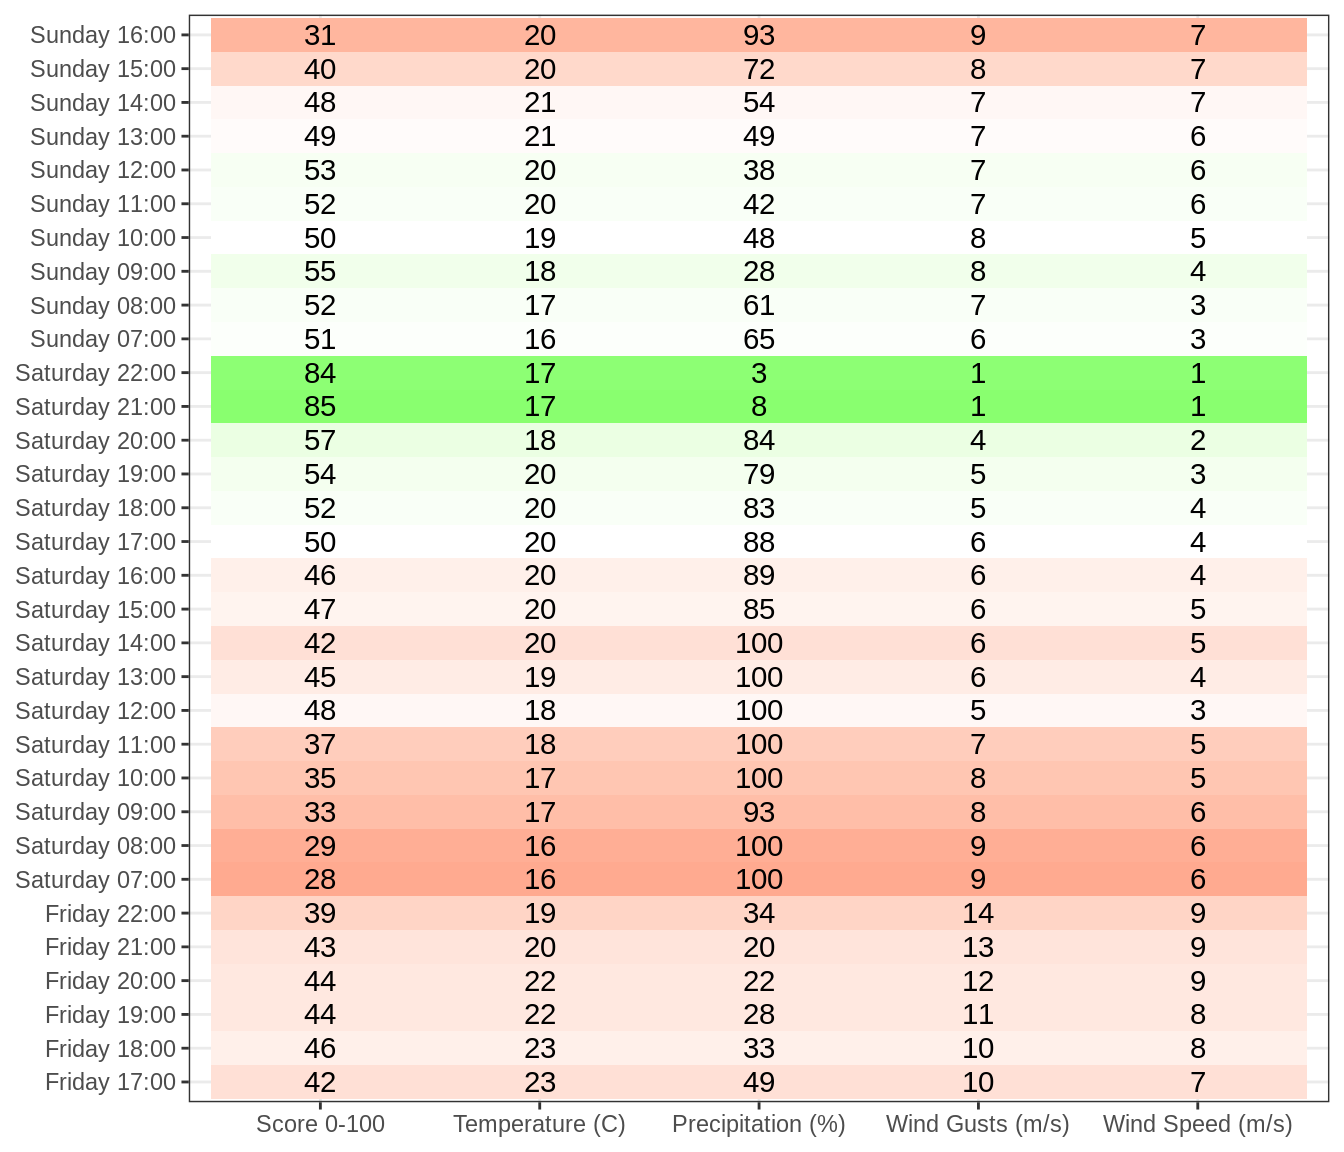 Sunday 16:00 31 20 93 9 7
Sunday 15:00 40 20 72 8 7
Sunday 14:00 48 21 54 7 7
Sunday 13:00 49 21 49 7 6
Sunday 12:00 53 20 38 7 6
Sunday 11:00 52 20 42 7 6
Sunday 10:00 50 19 48 8 5
Sunday 09:00 55 18 28 8 4
Sunday 08:00 52 17 61 7 3
Sunday 07:00 51 16 65 6 3
Saturday 22:00 84 17 3 1 1
Saturday 21:00 85 17 8 1 1
Saturday 20:00 57 18 84 4 2
Saturday 19:00 54 20 79 5 3
Saturday 18:00 52 20 83 5 4
Saturday 17:00 50 20 88 6 4
Saturday 16:00 46 20 89 6 4
Saturday 15:00 47 20 85 6 5
Saturday 14:00 42 20 100 6 5
Saturday 13:00 45 19 100 6 4
Saturday 12:00 48 18 100 5 3
Saturday 11:00 37 18 100 7 5
Saturday 10:00 35 17 100 8 5
Saturday 09:00 33 17 93 8 6
Saturday 08:00 29 16 100 9 6
Saturday 07:00 28 16 100 9 6
Friday 22:00 39 19 34 14 9
Friday 21:00 43 20 20 13 9
Friday 20:00 44 22 22 12 9
Friday 19:00 44 22 28 11 8
Friday 18:00 46 23 33 10 8
Friday 17:00 42 23 49 10 7
Score 0-100 Temperature (C) Precipitation (%) Wind Gusts (m/s) Wind Speed (m/s)